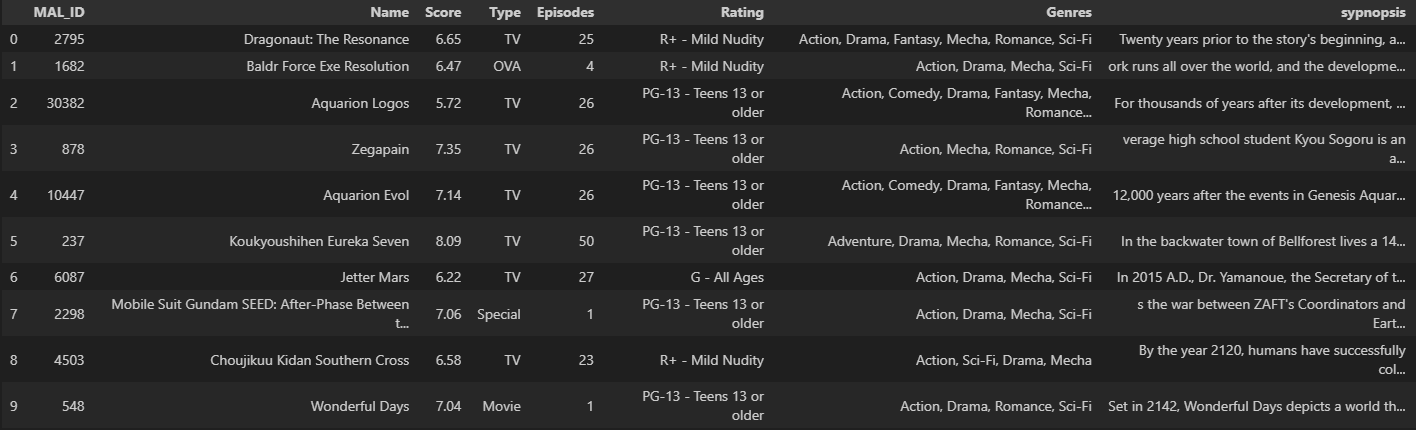 MAL_ID Name Score Type Episodes Rating Genres sypnopsis
0 2795 Dragonaut: The Resonance 6.65 TV 25 R+ - Mild Nudity Action, Drama, Fantasy, Mecha, Romance, Sci-Fi Twenty years prior to the story's beginning, a...
1 1682 Baldr Force Exe Resolution 6.47 OVA 4 R+ - Mild Nudity Action, Drama, Mecha, Sci-Fi ork runs all over the world, and the developme...
2 30382 Aquarion Logos 5.72 TV 26 PG-13 - Teens 13 or
older Action, Comedy, Drama, Fantasy, Mecha,
Romance... For thousands of years after its development, ...
3 878 Zegapain 7.35 TV 26 PG-13 - Teens 13 or
older Action, Mecha, Romance, Sci-Fi verage high school student Kyou Sogoru is an
a...
4 10447 Aquarion Evol 7.14 TV 26 PG-13 - Teens 13 or
older Action, Comedy, Drama, Fantasy, Mecha,
Romance... 12,000 years after the events in Genesis Aquar...
5 237 Koukyoushihen Eureka Seven 8.09 TV 50 PG-13 - Teens 13 or
older Adventure, Drama, Mecha, Romance, Sci-Fi In the backwater town of Bellforest lives a 14...
6 6087 Jetter Mars 6.22 TV 27 G - All Ages Action, Drama, Mecha, Sci-Fi In 2015 A.D., Dr. Yamanoue, the Secretary of t...
7 2298 Mobile Suit Gundam SEED: After-Phase Between
t... 7.06 Special 1 PG-13 - Teens 13 or
older Action, Drama, Mecha, Sci-Fi s the war between ZAFT's Coordinators and
Eart...
8 4503 Choujikuu Kidan Southern Cross 6.58 TV 23 R+ - Mild Nudity Action, Sci-Fi, Drama, Mecha By the year 2120, humans have successfully
col...
9 548 Wonderful Days 7.04 Movie 1 PG-13 - Teens 13 or
older Action, Drama, Romance, Sci-Fi Set in 2142, Wonderful Days depicts a world th...